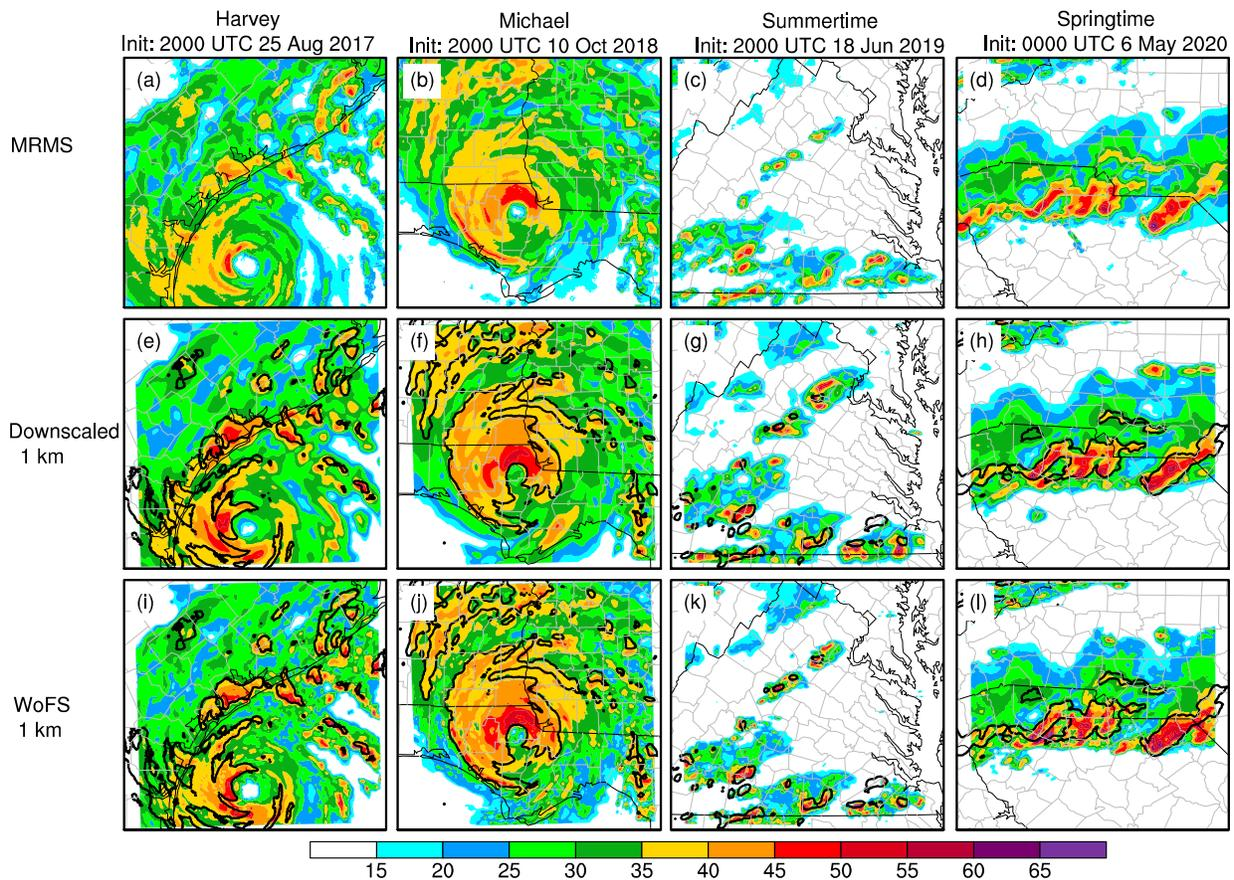 Harvey
Init: 2000 UTC 25 Aug 2017
Michael
Init: 2000 UTC 10 Oct 2018
Summertime
Init: 2000 UTC 18 Jun 2019
Springtime
Init: 0000 UTC 6 May 2020
MRMS
(a)
(b)
(c)
(d)
Downscaled
1 km
(e)
(f)
(g)
(h)
WoFS
1 km
(i)
(j)
(k)
(l)
15 20 25 30 35 40 45 50 55 60 65